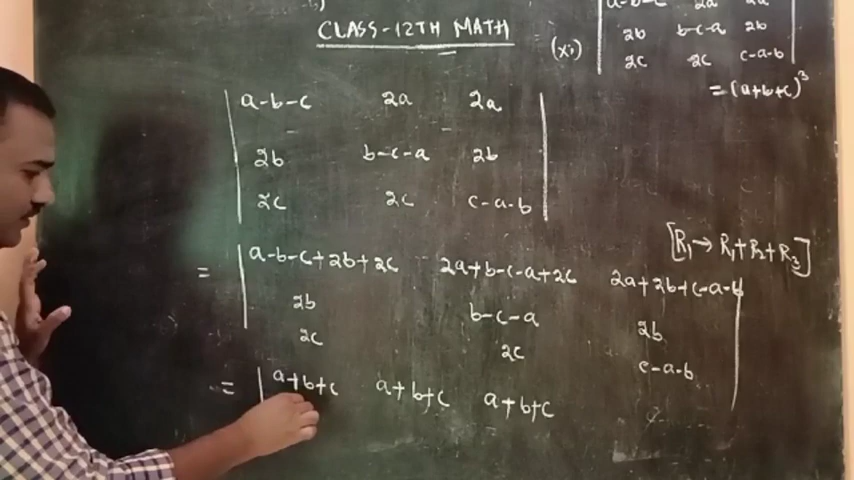 CLASS-12TH MATH
(xi) | a-b-c 2a 2a |
| 2b b-c-a 2b |
| 2c 2c c-a-b |
= (a+b+c)³
| a-b-c 2a 2a |
| 2b b-c-a 2b |
| 2c 2c c-a-b |
[R₁→ R₁+R₂+R₃]
= | a-b-c+2b+2c 2a+b-c-a+2c 2a+2b+c-a-b |
| 2b b-c-a 2b |
| 2c 2c c-a-b |
= | a+b+c a+b+c a+b+c